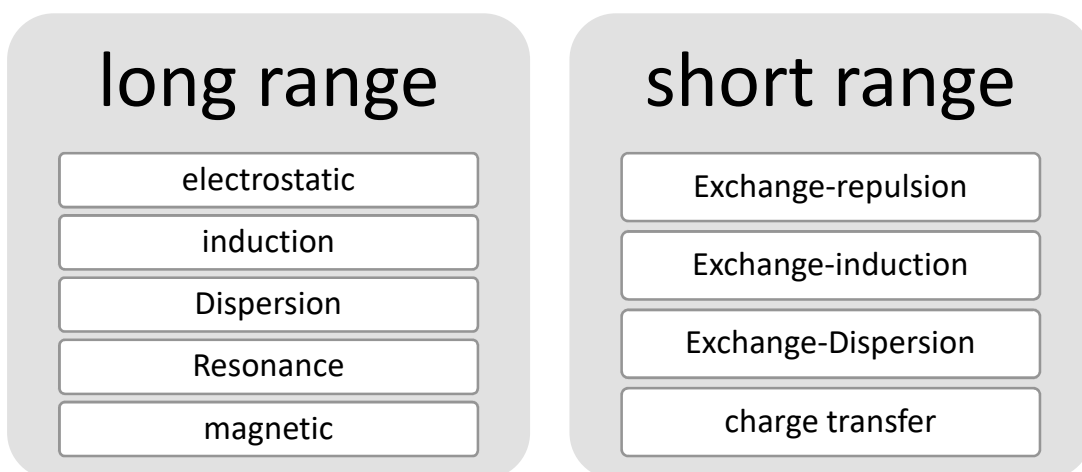 long range
electrostatic
induction
Dispersion
Resonance
magnetic
short range
Exchange-repulsion
Exchange-induction
Exchange-Dispersion
charge transfer